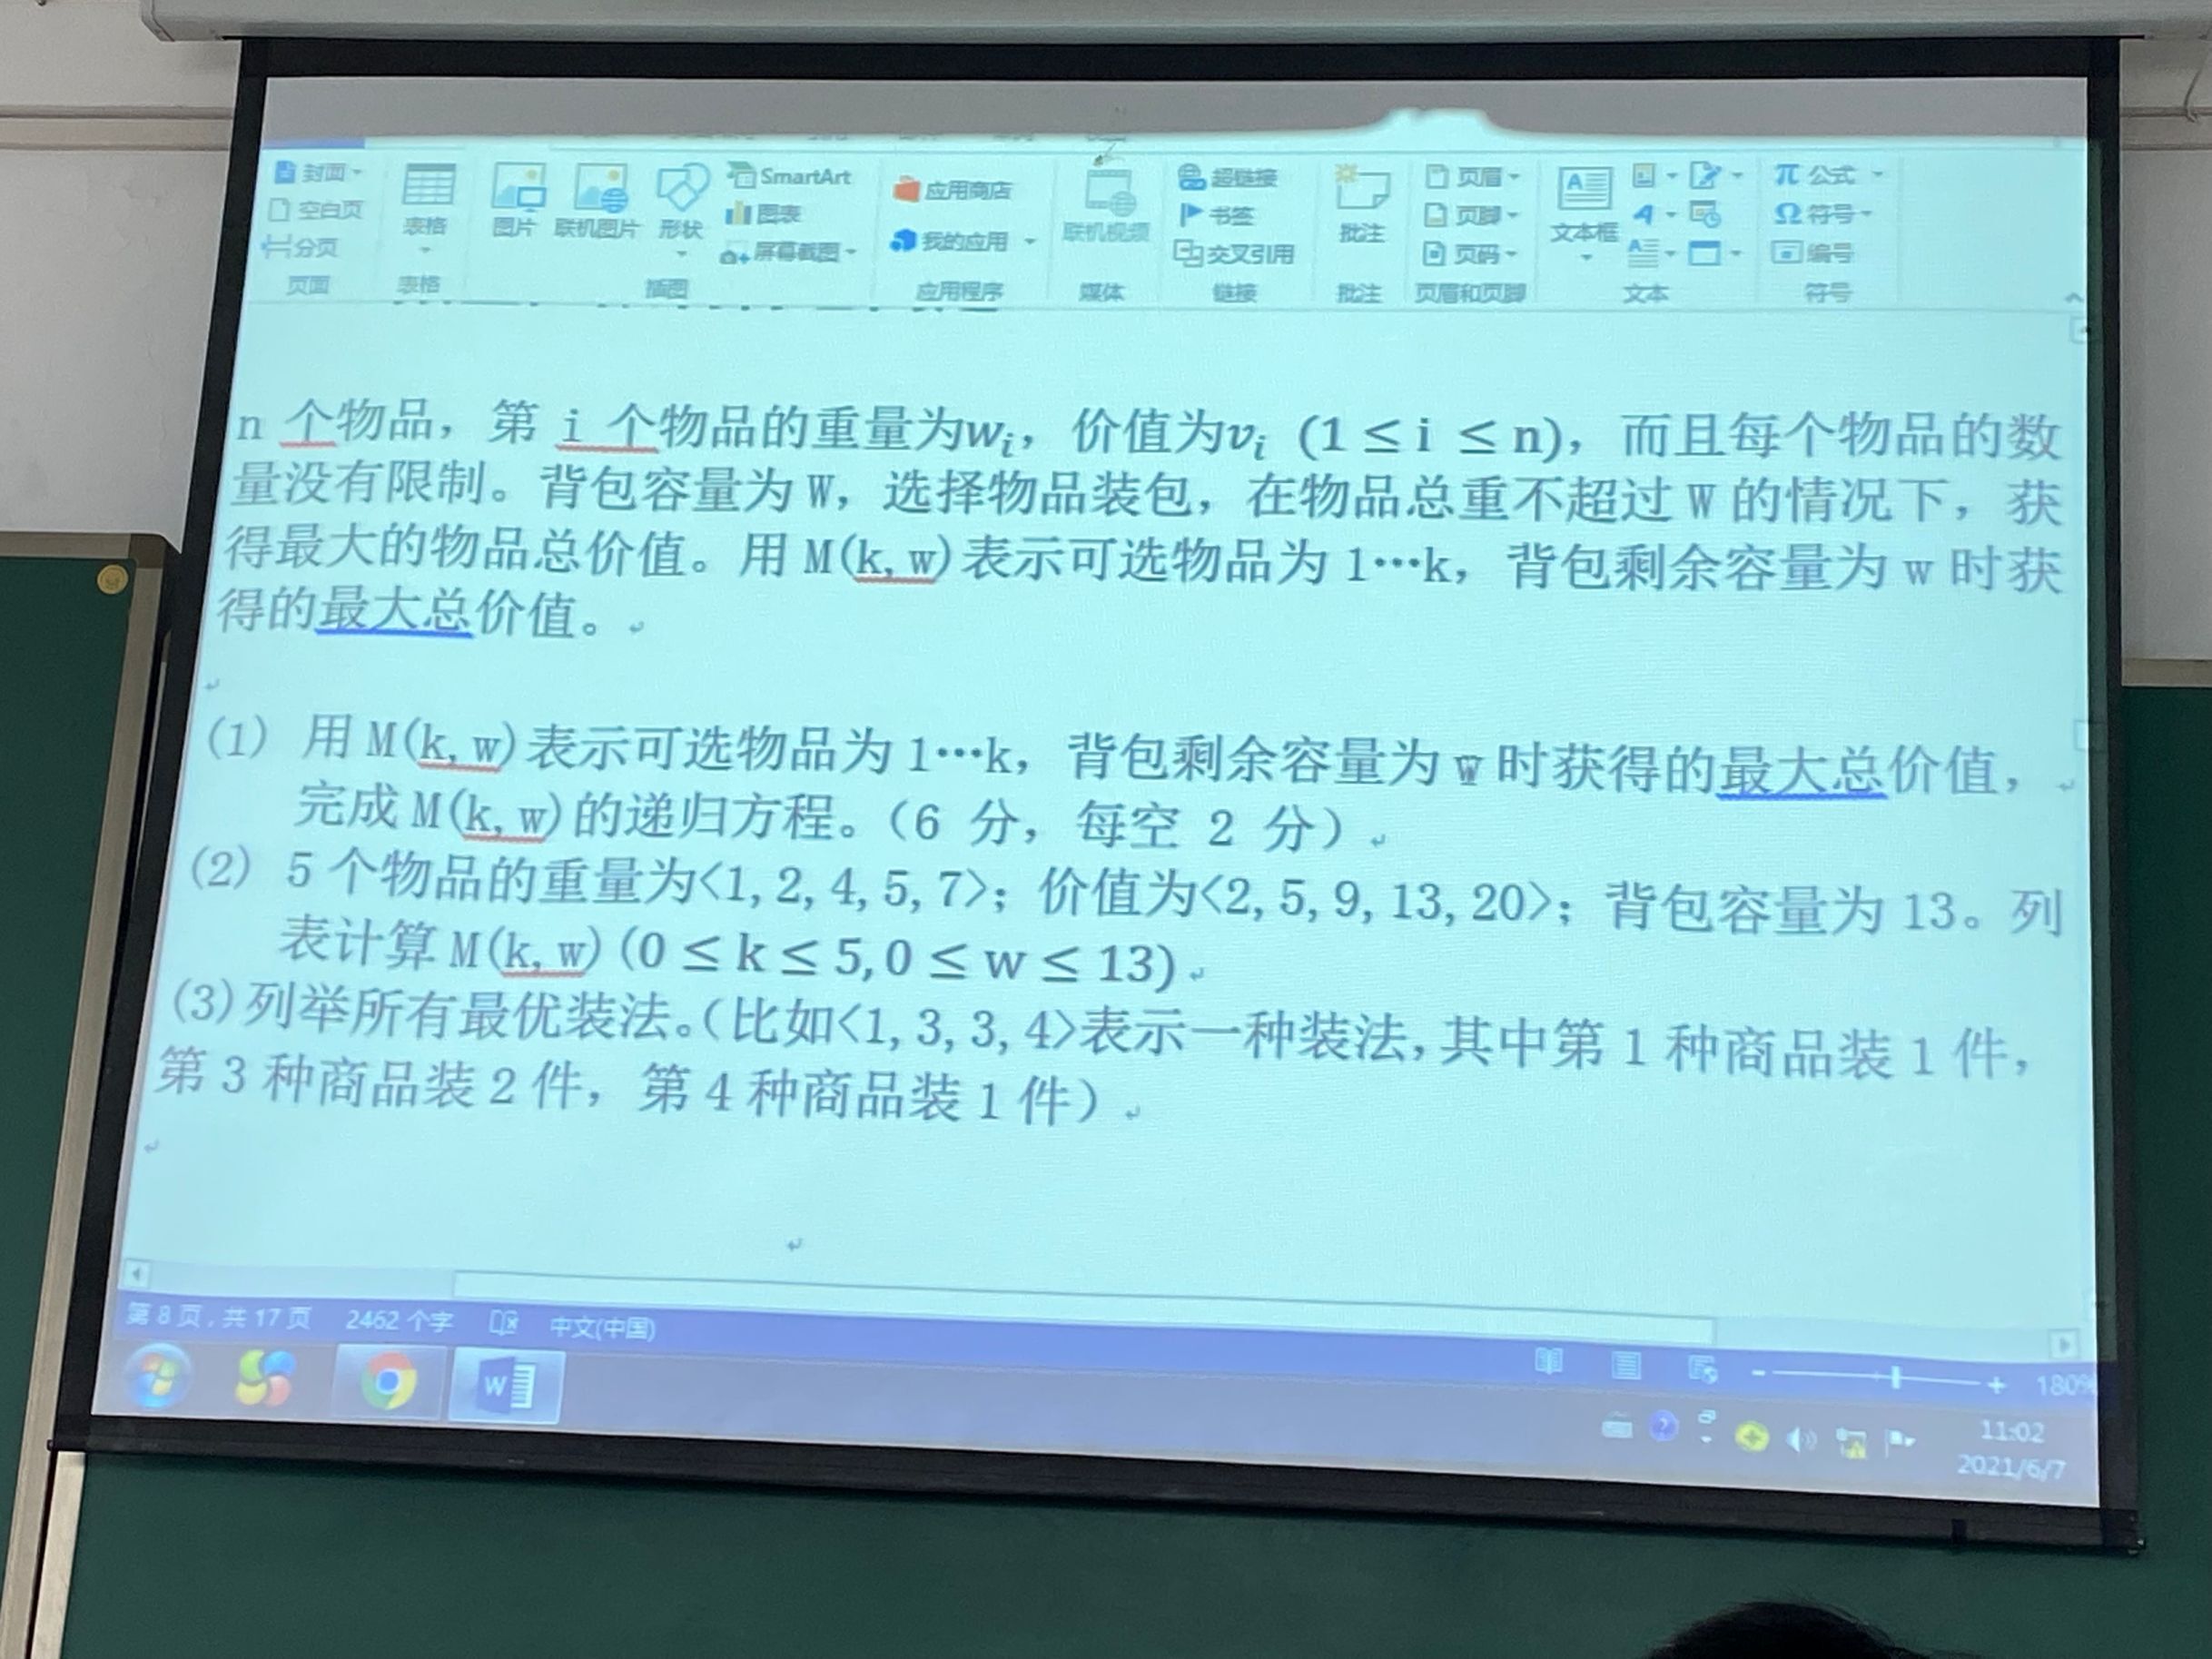 封面 表格 图片 联机图片 形状 SmartArt 应用商店 联机视频 超链接 批注 页眉 文本框 π 公式
空白页 图表 书签 页脚 Ω 符号
分页 屏幕截图 我的应用 交叉引用 页码 编号
页面 表格 插图 应用程序 媒体 链接 批注 页眉和页脚 文本 符号
n 个物品，第 i 个物品的重量为wᵢ，价值为vᵢ (1 ≤ i ≤ n)，而且每个物品的数
量没有限制。背包容量为 W，选择物品装包，在物品总重不超过 W 的情况下，获
得最大的物品总价值。用 M(k, w)表示可选物品为 1…k，背包剩余容量为 w 时获
得的最大总价值。
(1) 用 M(k, w)表示可选物品为 1…k，背包剩余容量为 w 时获得的最大总价值，
完成 M(k, w)的递归方程。（6 分，每空 2 分）
(2) 5 个物品的重量为<1, 2, 4, 5, 7>；价值为<2, 5, 9, 13, 20>；背包容量为 13。列
表计算 M(k, w) (0 ≤ k ≤ 5, 0 ≤ w ≤ 13)
(3)列举所有最优装法。（比如<1, 3, 3, 4>表示一种装法，其中第 1 种商品装 1 件，
第 3 种商品装 2 件，第 4 种商品装 1 件）
第 8 页，共 17 页 2462 个字 中文(中国)
180%
11:02
2021/6/7